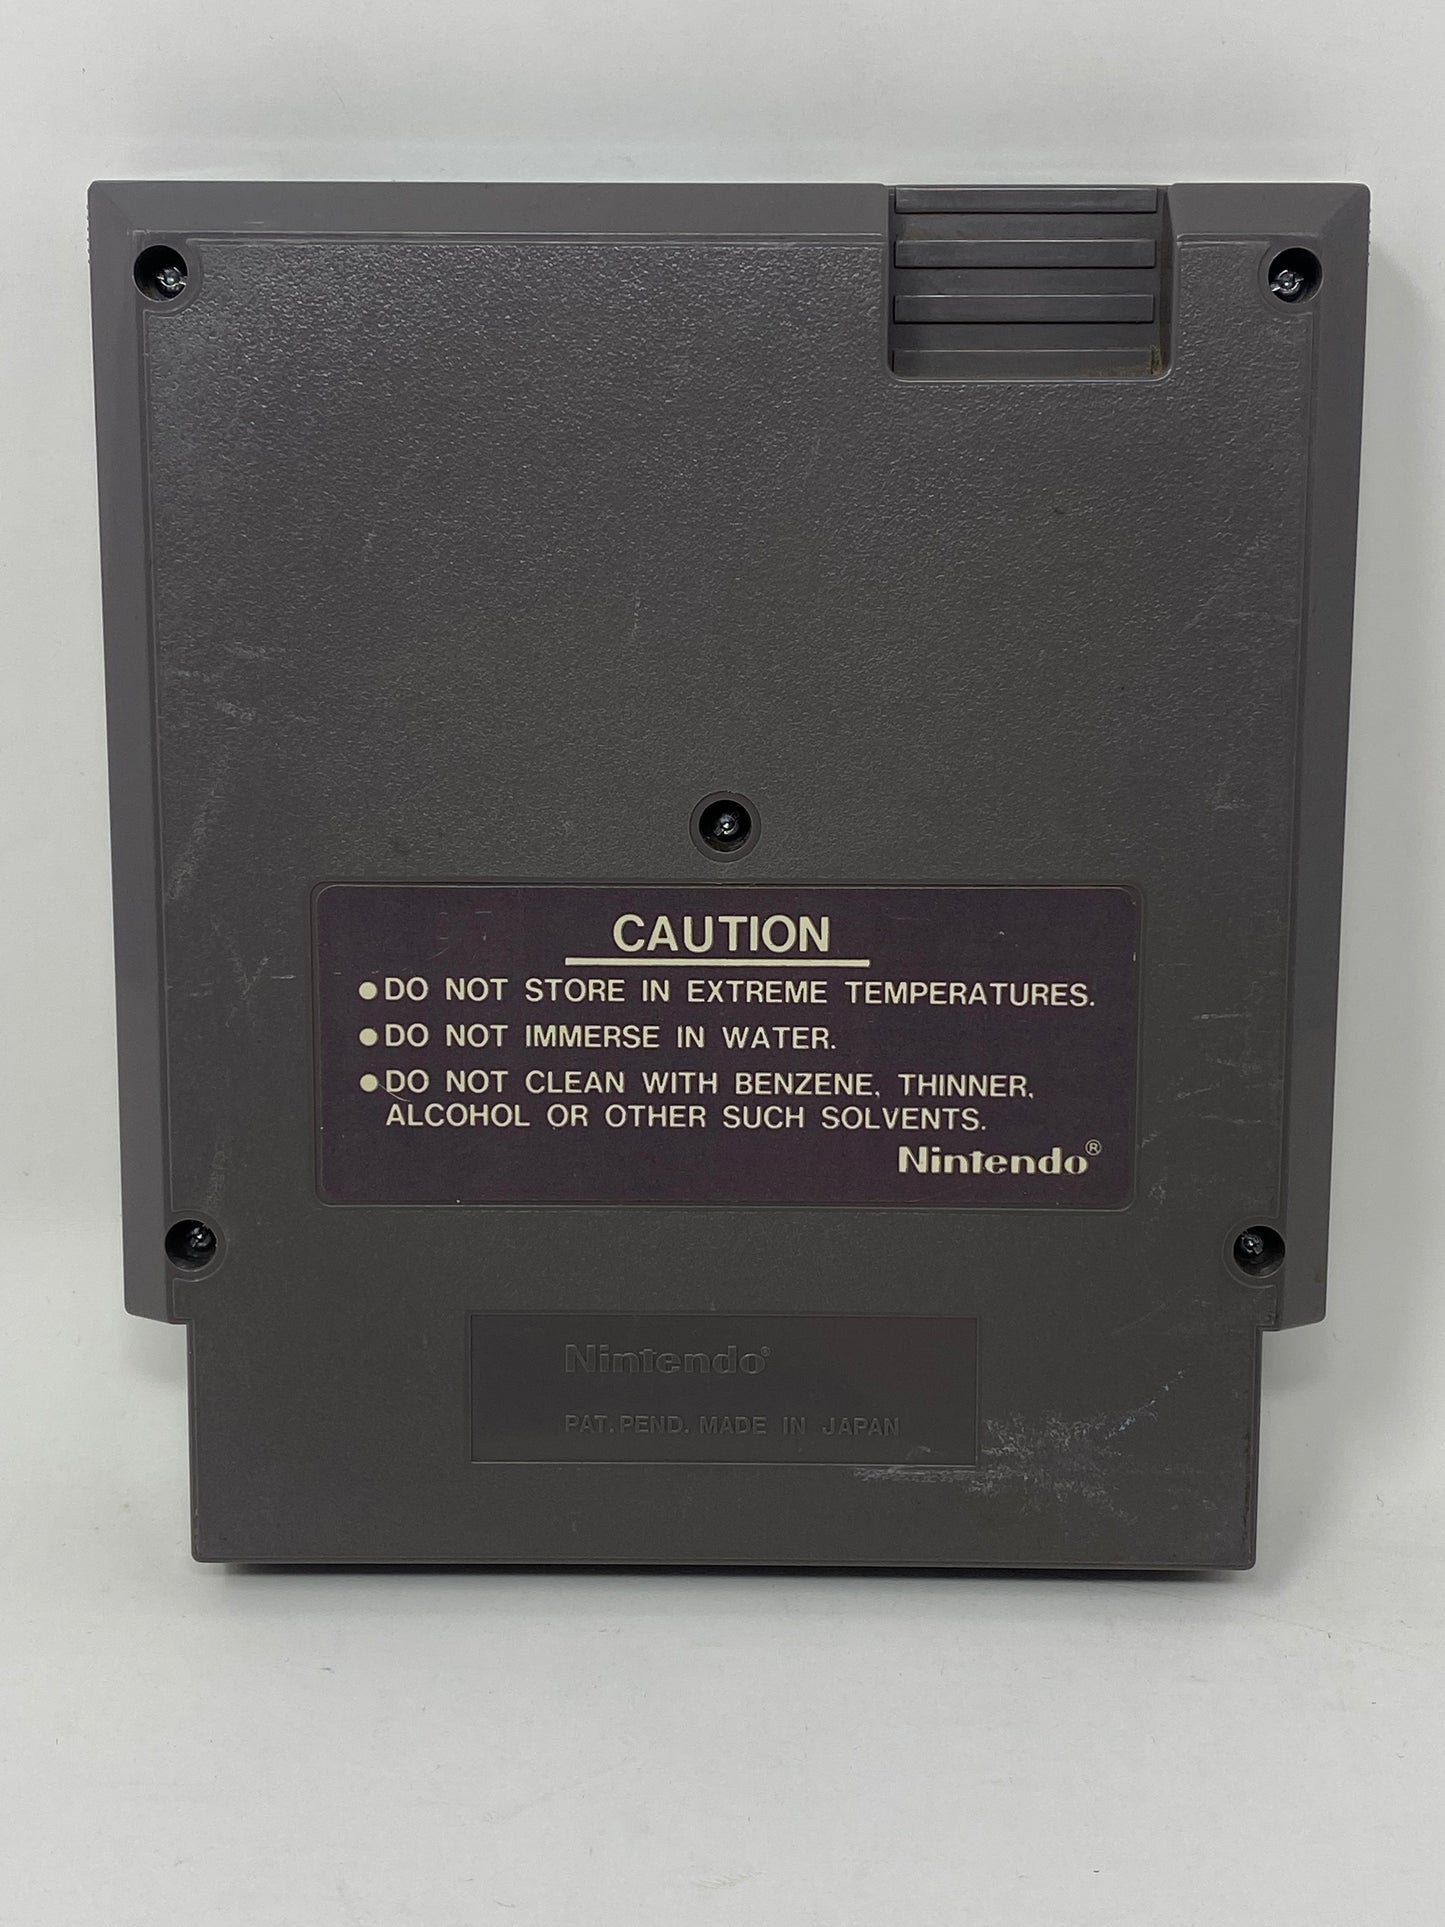 CAUTION
●DO NOT STORE IN EXTREME TEMPERATURES.
●DO NOT IMMERSE IN WATER.
●DO NOT CLEAN WITH BENZENE, THINNER,
ALCOHOL OR OTHER SUCH SOLVENTS.
Nintendo®
Nintendo®
PAT. PEND. MADE IN JAPAN